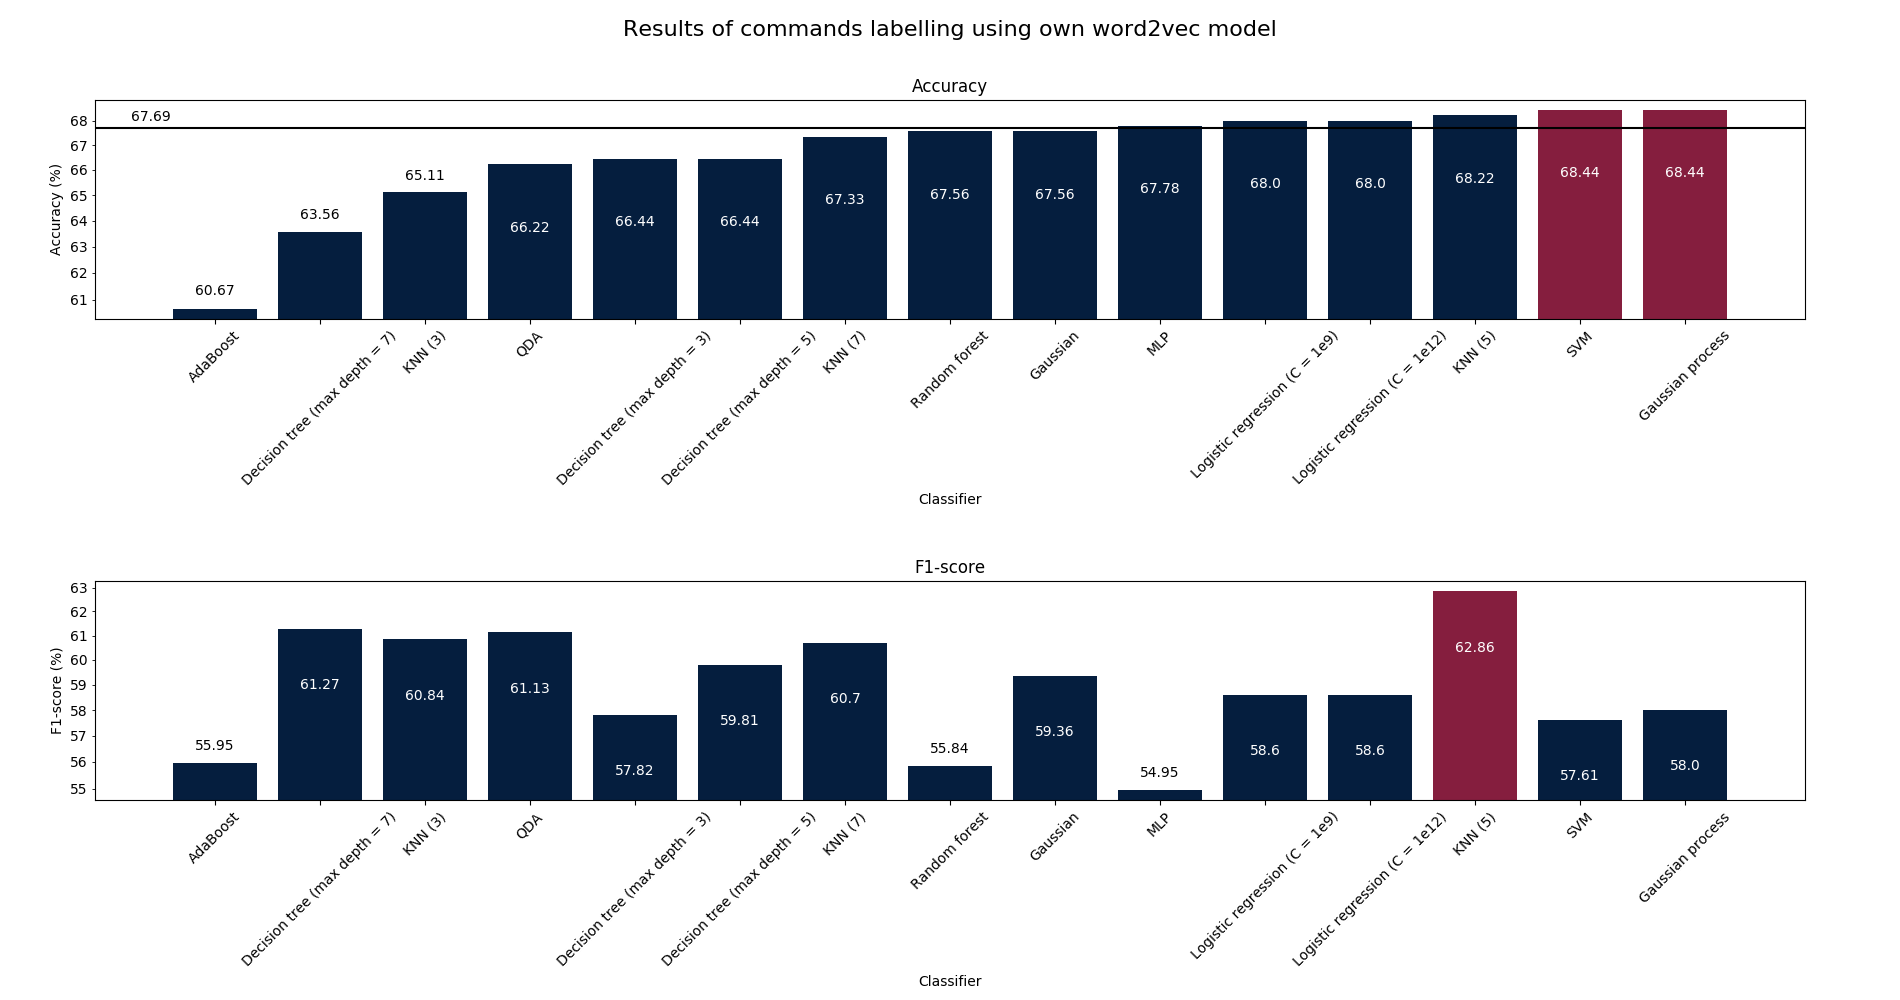 Results of commands labelling using own word2vec model
Accuracy
Accuracy (%)
68
67
66
65
64
63
62
61
67.69
60.67
63.56
65.11
66.22
66.44
66.44
67.33
67.56
67.56
67.78
68.0
68.0
68.22
68.44
68.44
AdaBoost
Decision tree (max depth = 7)
KNN (3)
QDA
Decision tree (max depth = 3)
Decision tree (max depth = 5)
KNN (7)
Random forest
Gaussian
MLP
Logistic regression (C = 1e9)
Logistic regression (C = 1e12)
KNN (5)
SVM
Gaussian process
Classifier
F1-score
F1-score (%)
63
62
61
60
59
58
57
56
55
55.95
61.27
60.84
61.13
57.82
59.81
60.7
55.84
59.36
54.95
58.6
58.6
62.86
57.61
58.0
AdaBoost
Decision tree (max depth = 7)
KNN (3)
QDA
Decision tree (max depth = 3)
Decision tree (max depth = 5)
KNN (7)
Random forest
Gaussian
MLP
Logistic regression (C = 1e9)
Logistic regression (C = 1e12)
KNN (5)
SVM
Gaussian process
Classifier